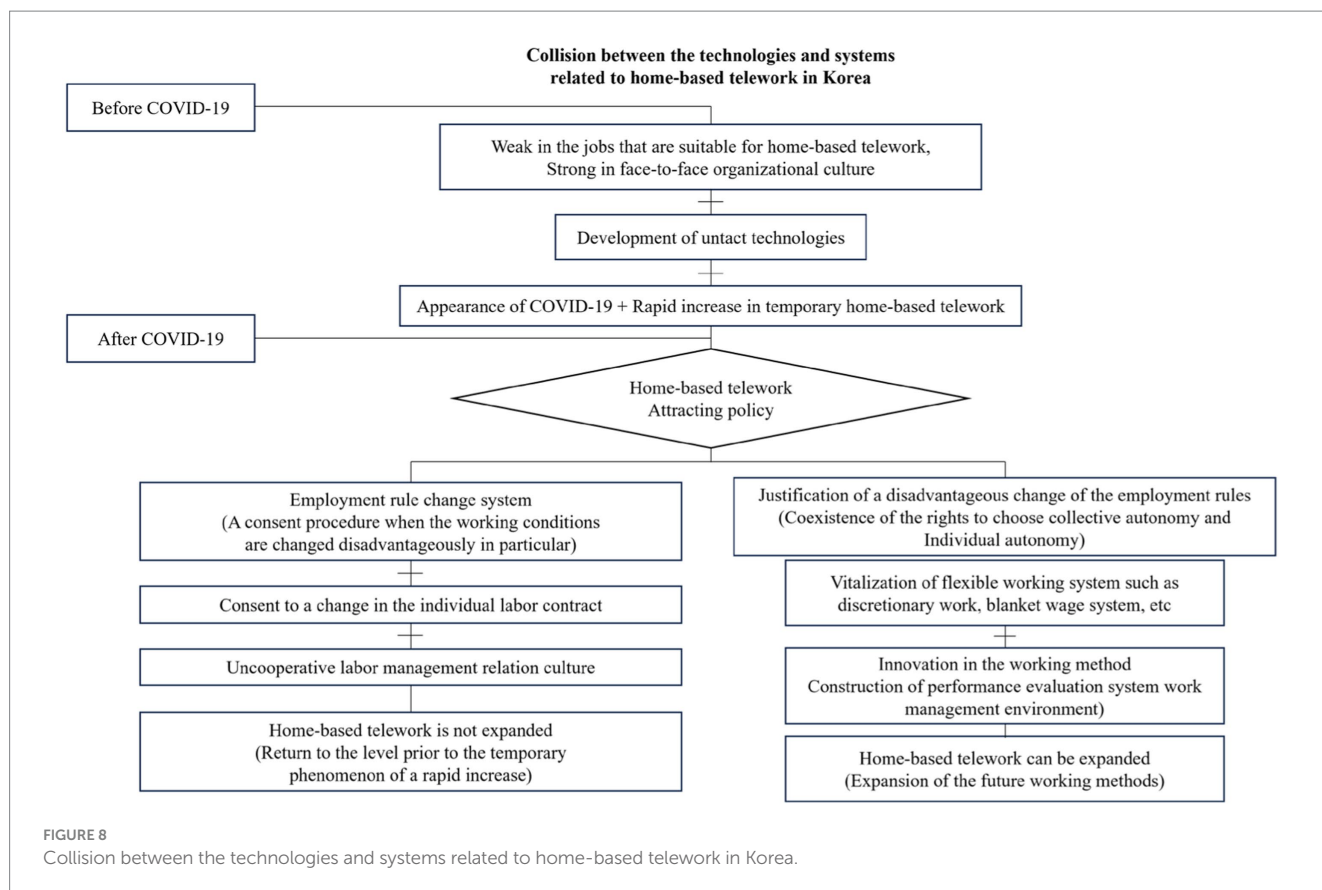 Collision between the technologies and systems
related to home-based telework in Korea
Before COVID-19
Weak in the jobs that are suitable for home-based telework,
Strong in face-to-face organizational culture
Development of untact technologies
Appearance of COVID-19 + Rapid increase in temporary home-based telework
After COVID-19
Home-based telework
Attracting policy
Employment rule change system
(A consent procedure when the working conditions
are changed disadvantageously in particular)
Consent to a change in the individual labor contract
Uncooperative labor management relation culture
Home-based telework is not expanded
(Return to the level prior to the temporary
phenomenon of a rapid increase)
Justification of a disadvantageous change of the employment rules
(Coexistence of the rights to choose collective autonomy and
Individual autonomy)
Vitalization of flexible working system such as
discretionary work, blanket wage system, etc
Innovation in the working method
Construction of performance evaluation system work
management environment)
Home-based telework can be expanded
(Expansion of the future working methods)
FIGURE 8
Collision between the technologies and systems related to home-based telework in Korea.